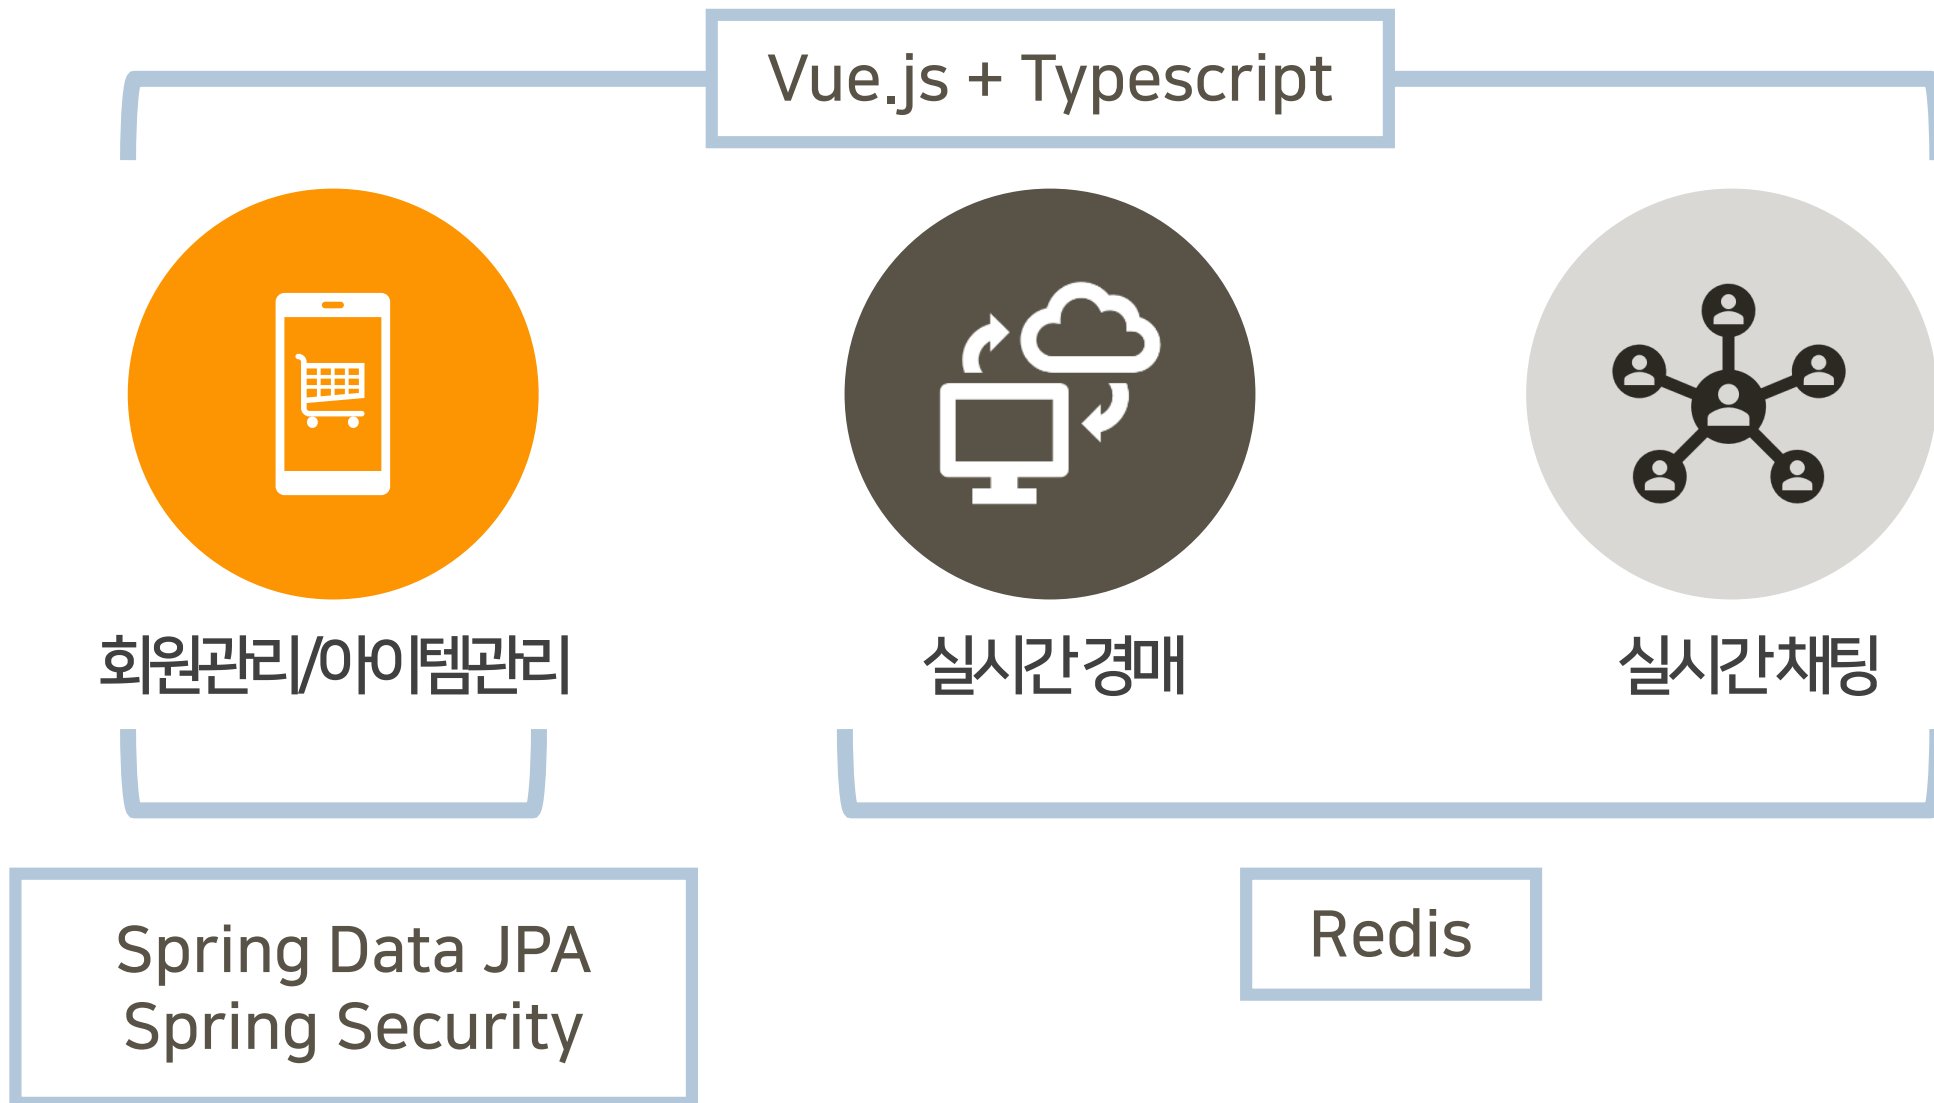 Vue.js + Typescript
회원관리/아이템관리
실시간 경매
실시간 채팅
Spring Data JPA
Spring Security
Redis